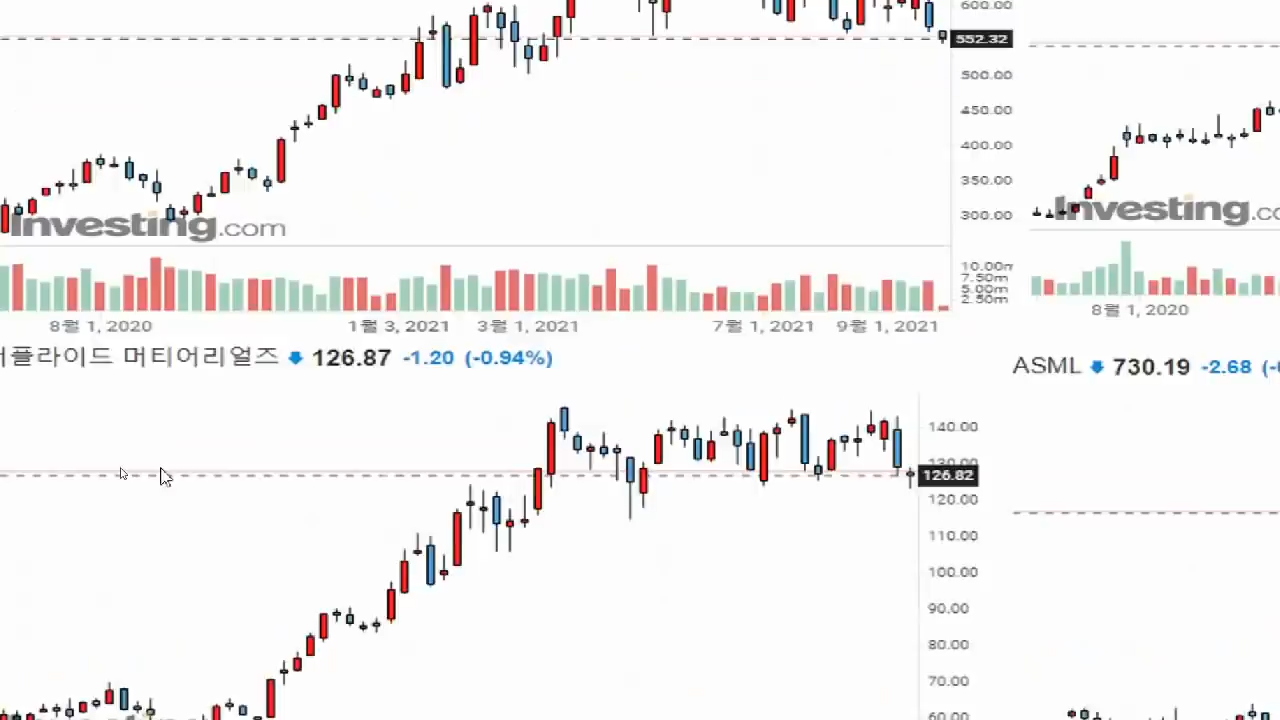 600.00
552.32
500.00
450.00
400.00
350.00
300.00
Investing.com
10.00m
7.50m
5.00m
2.50m
8월 1, 2020
1월 3, 2021
3월 1, 2021
7월 1, 2021
9월 1, 2021
Investing.co
8월 1, 2020
플라이드 머티어리얼즈 126.87 -1.20 (-0.94%)
140.00
130.00
126.82
120.00
110.00
100.00
90.00
80.00
70.00
60.00
ASML 730.19 -2.68 (-